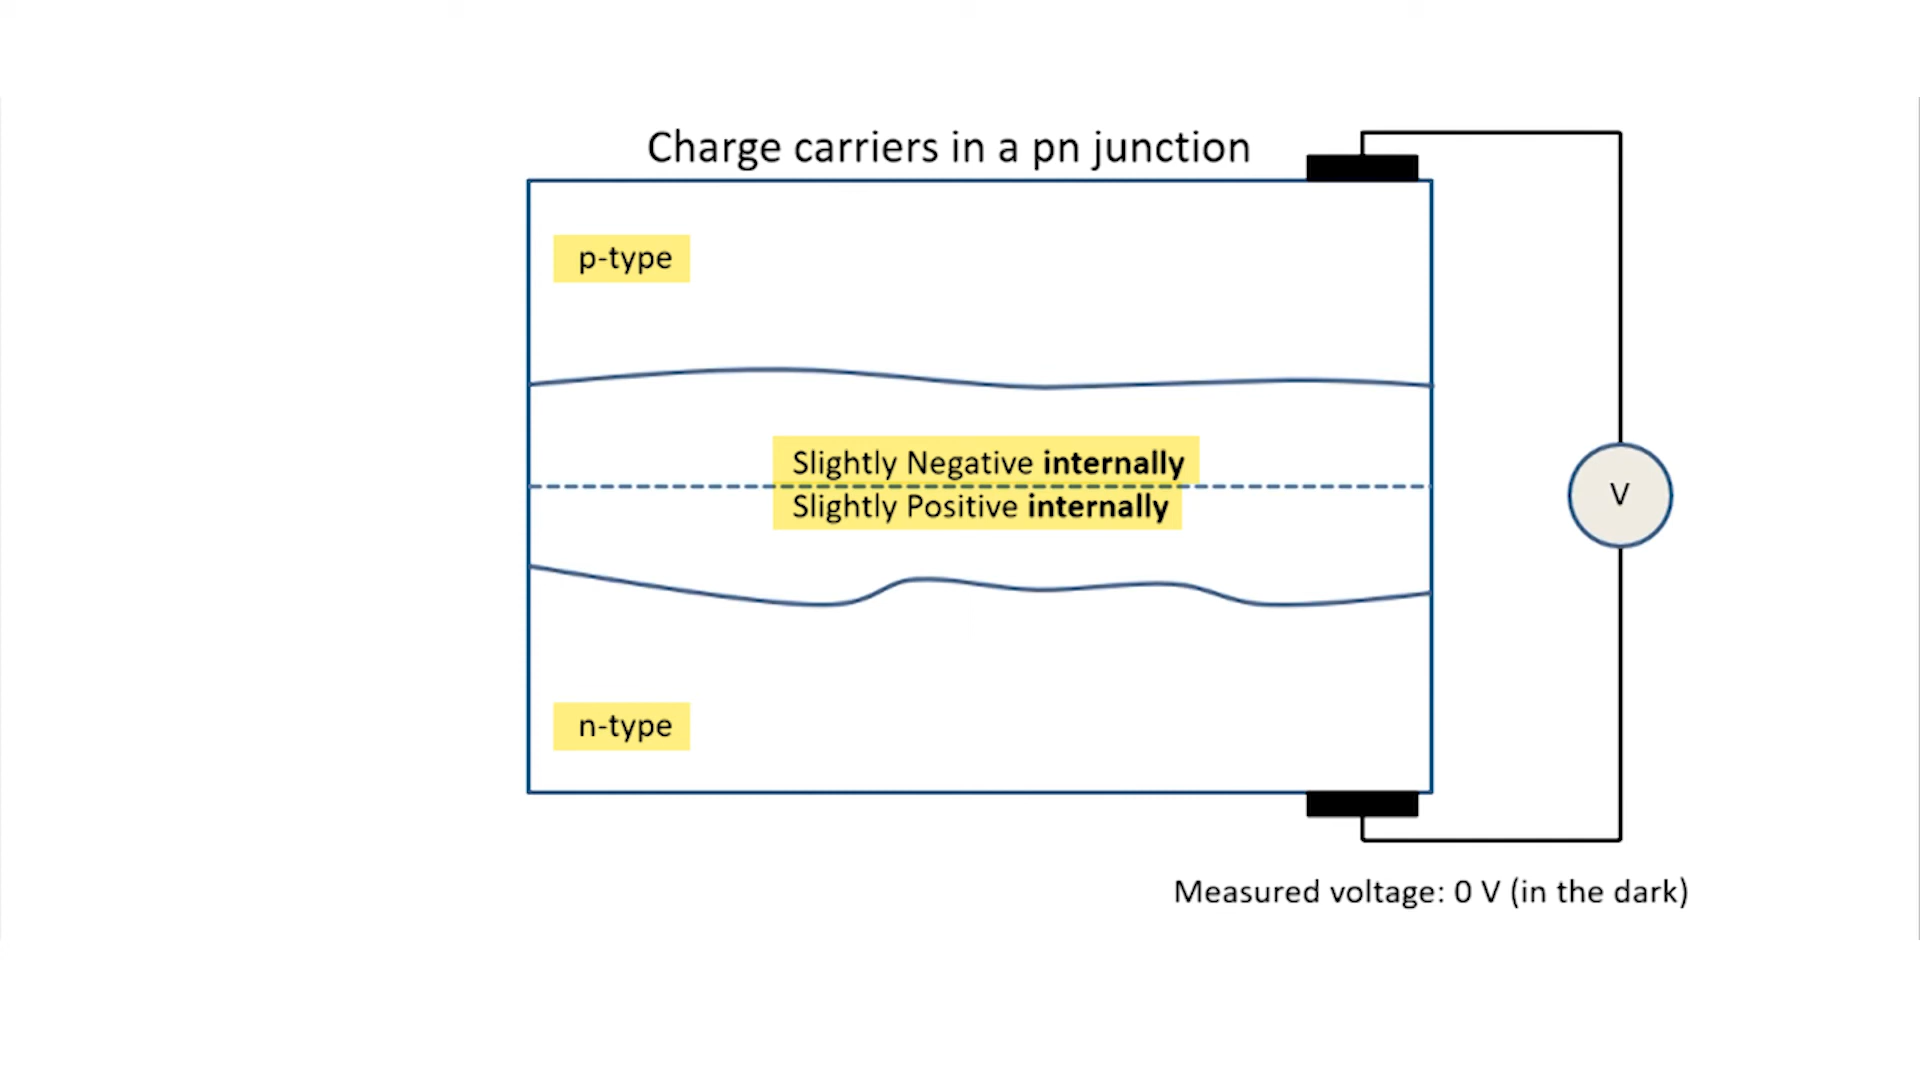 Charge carriers in a pn junction
p-type
Slightly Negative internally
Slightly Positive internally
V
n-type
Measured voltage: 0 V (in the dark)